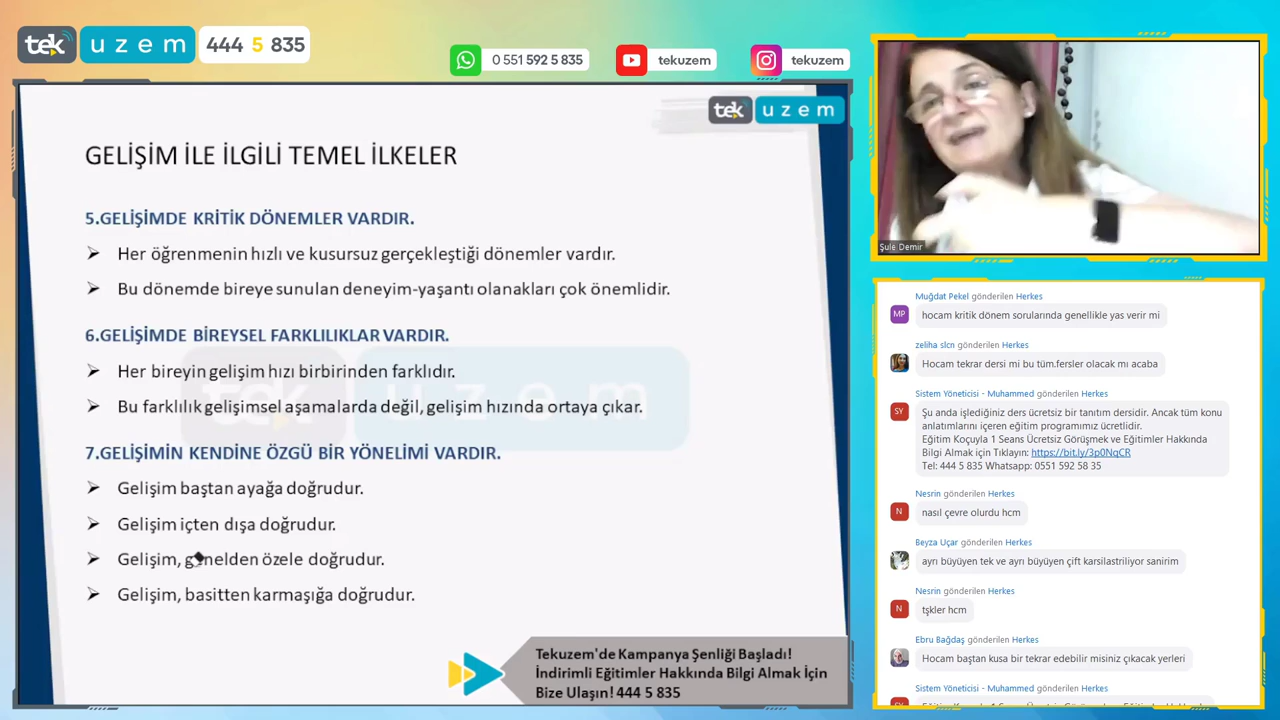 tek uzem 444 5 835
0 551 592 5 835
tekuzem
tekuzem
tek uzem
GELİŞİM İLE İLGİLİ TEMEL İLKELER
5.GELİŞİMDE KRİTİK DÖNEMLER VARDIR.
Her öğrenmenin hızlı ve kusursuz gerçekleştiği dönemler vardır.
Bu dönemde bireye sunulan deneyim-yaşantı olanakları çok önemlidir.
6.GELİŞİMDE BİREYSEL FARKLILIKLAR VARDIR.
Her bireyin gelişim hızı birbirinden farklıdır.
Bu farklılık gelişimsel aşamalarda değil, gelişim hızında ortaya çıkar.
7.GELİŞİMİN KENDİNE ÖZGÜ BİR YÖNELİMİ VARDIR.
Gelişim baştan ayağa doğrudur.
Gelişim içten dışa doğrudur.
Gelişim, genelden özele doğrudur.
Gelişim, basitten karmaşığa doğrudur.
tek uzem
Tekuzem'de Kampanya Şenliği Başladı!
İndirimli Eğitimler Hakkında Bilgi Almak İçin
Bize Ulaşın! 444 5 835
Şule Demir
Muğdat Pekel gönderilen Herkes
MP
hocam kritik dönem sorularında genellikle yas verir mi
zeliha slcn gönderilen Herkes
Hocam tekrar dersi mi bu tüm.fersler olacak mı acaba
Sistem Yöneticisi - Muhammed gönderilen Herkes
SY
Şu anda işlediğiniz ders ücretsiz bir tanıtım dersidir. Ancak tüm konu
anlatımlarını içeren eğitim programımız ücretlidir.
Eğitim Koçuyla 1 Seans Ücretsiz Görüşmek ve Eğitimler Hakkında
Bilgi Almak için Tıklayın: https://bit.ly/3p0NqCR
Tel: 444 5 835 Whatsapp: 0551 592 58 35
Nesrin gönderilen Herkes
N
nasıl çevre olurdu hcm
Beyza Uçar gönderilen Herkes
ayrı büyüyen tek ve ayrı büyüyen çift karsilastriliyor sanirim
Nesrin gönderilen Herkes
N
tşkler hcm
Ebru Bağdaş gönderilen Herkes
Hocam baştan kusa bir tekrar edebilir misiniz çıkacak yerleri
Sistem Yöneticisi - Muhammed gönderilen Herkes
SY